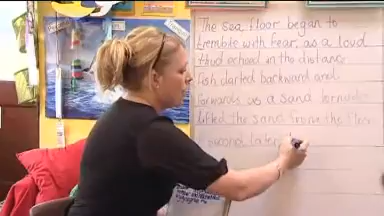 The sea floor began to
tremble with fear, as a loud
thud echoed in the distance
Fish darted backward and
Forwards as a sand tornado
lifted the sand from the floor
later